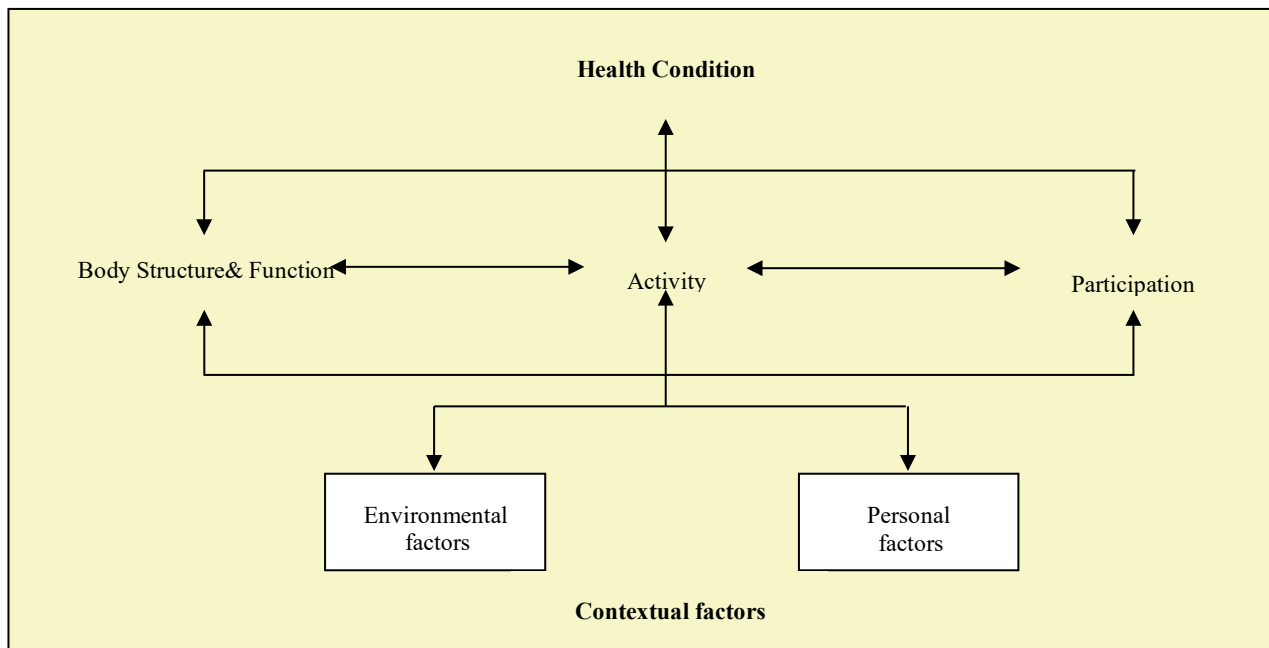 Health Condition
Body Structure& Function
Activity
Participation
Environmental
factors
Personal
factors
Contextual factors